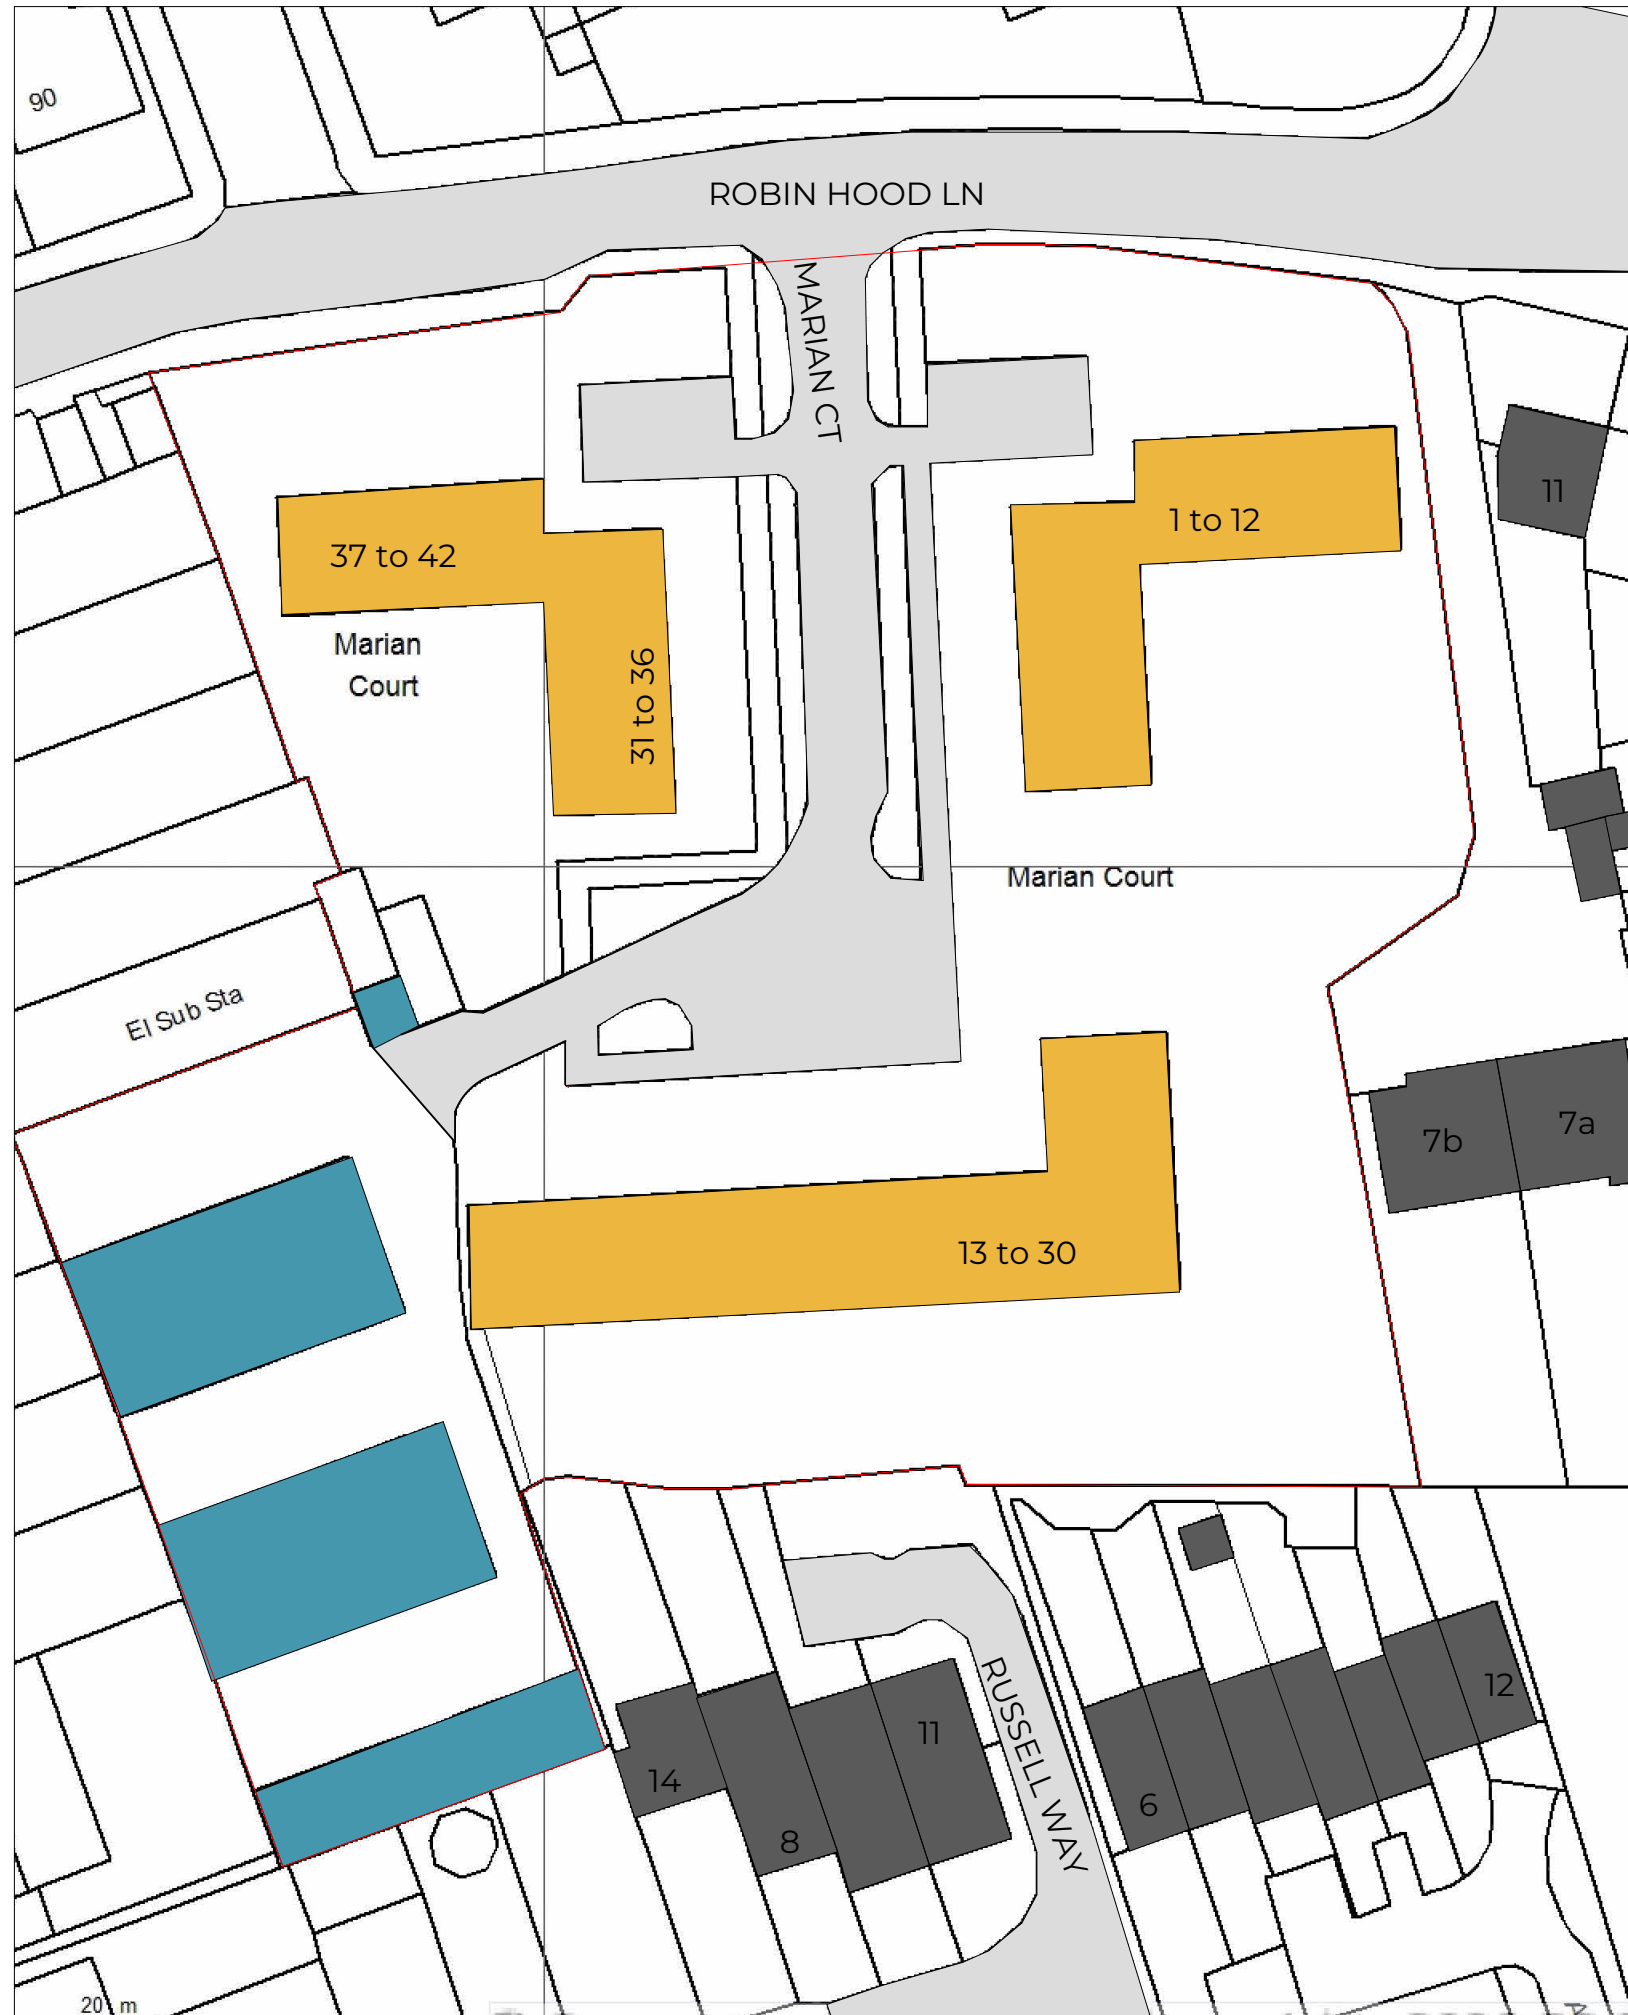 90
ROBIN HOOD LN
MARIAN CT
11
1 to 12
37 to 42
Marian
Court
31 to 36
Marian Court
El Sub Sta
7b
7a
13 to 30
RUSSELL WAY
12
11
14
6
8
20 m